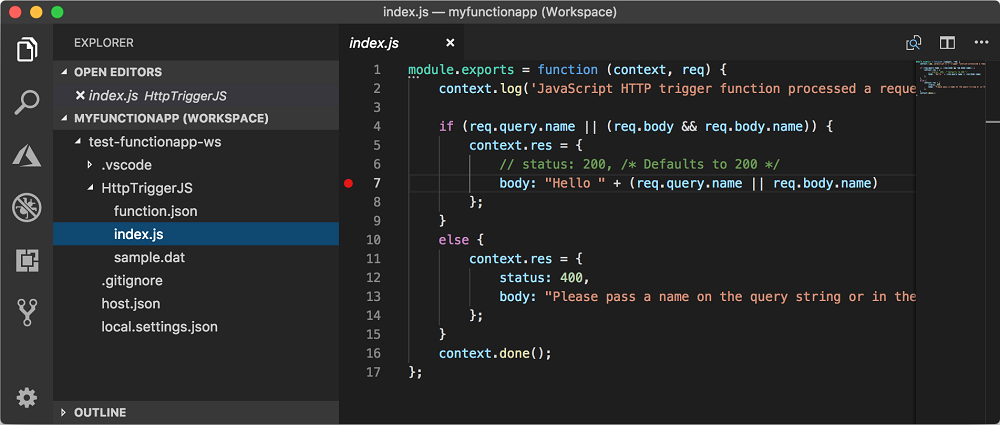 index.js — myfunctionapp (Workspace)
EXPLORER
OPEN EDITORS
index.js HttpTriggerJS
MYFUNCTIONAPP (WORKSPACE)
test-functionapp-ws
.vscode
HttpTriggerJS
function.json
index.js
sample.dat
.gitignore
host.json
local.settings.json
OUTLINE
index.js
1 module.exports = function (context, req) {
2 context.log('JavaScript HTTP trigger function processed a reque
3
4 if (req.query.name || (req.body && req.body.name)) {
5 context.res = {
6 // status: 200, /* Defaults to 200 */
7 body: "Hello " + (req.query.name || req.body.name)
8 };
9 }
10 else {
11 context.res = {
12 status: 400,
13 body: "Please pass a name on the query string or in the
14 };
15 }
16 context.done();
17 };